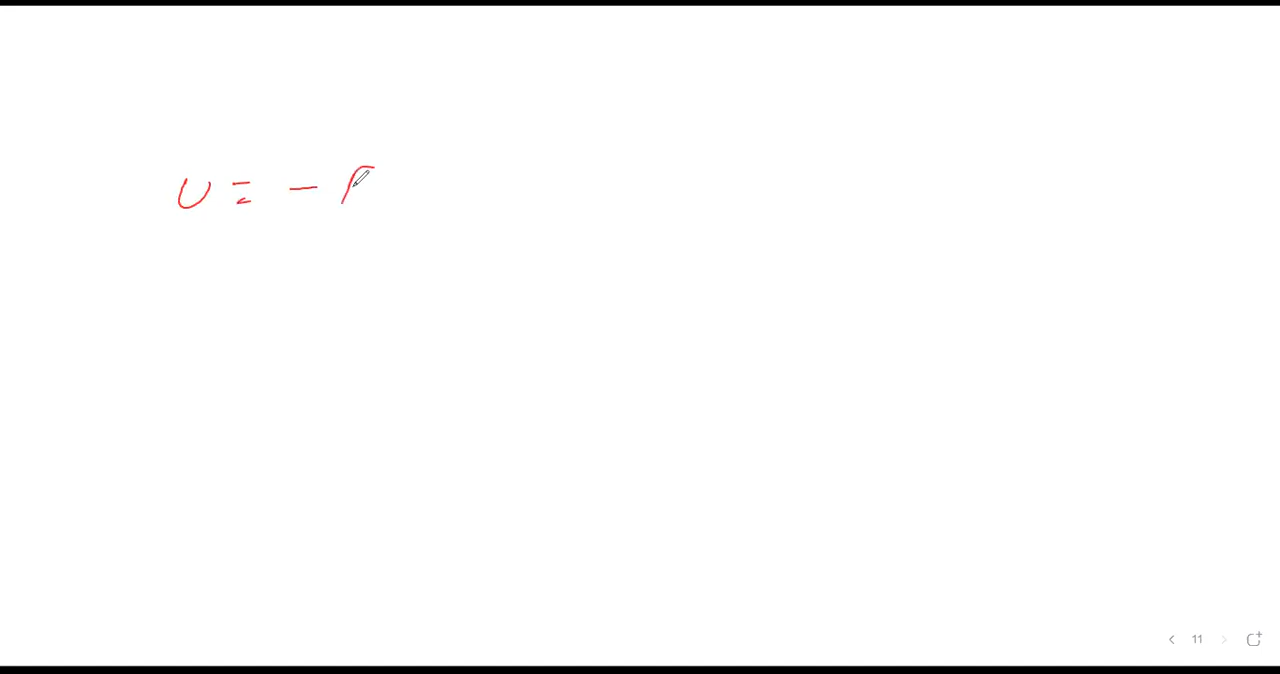 U = -
11